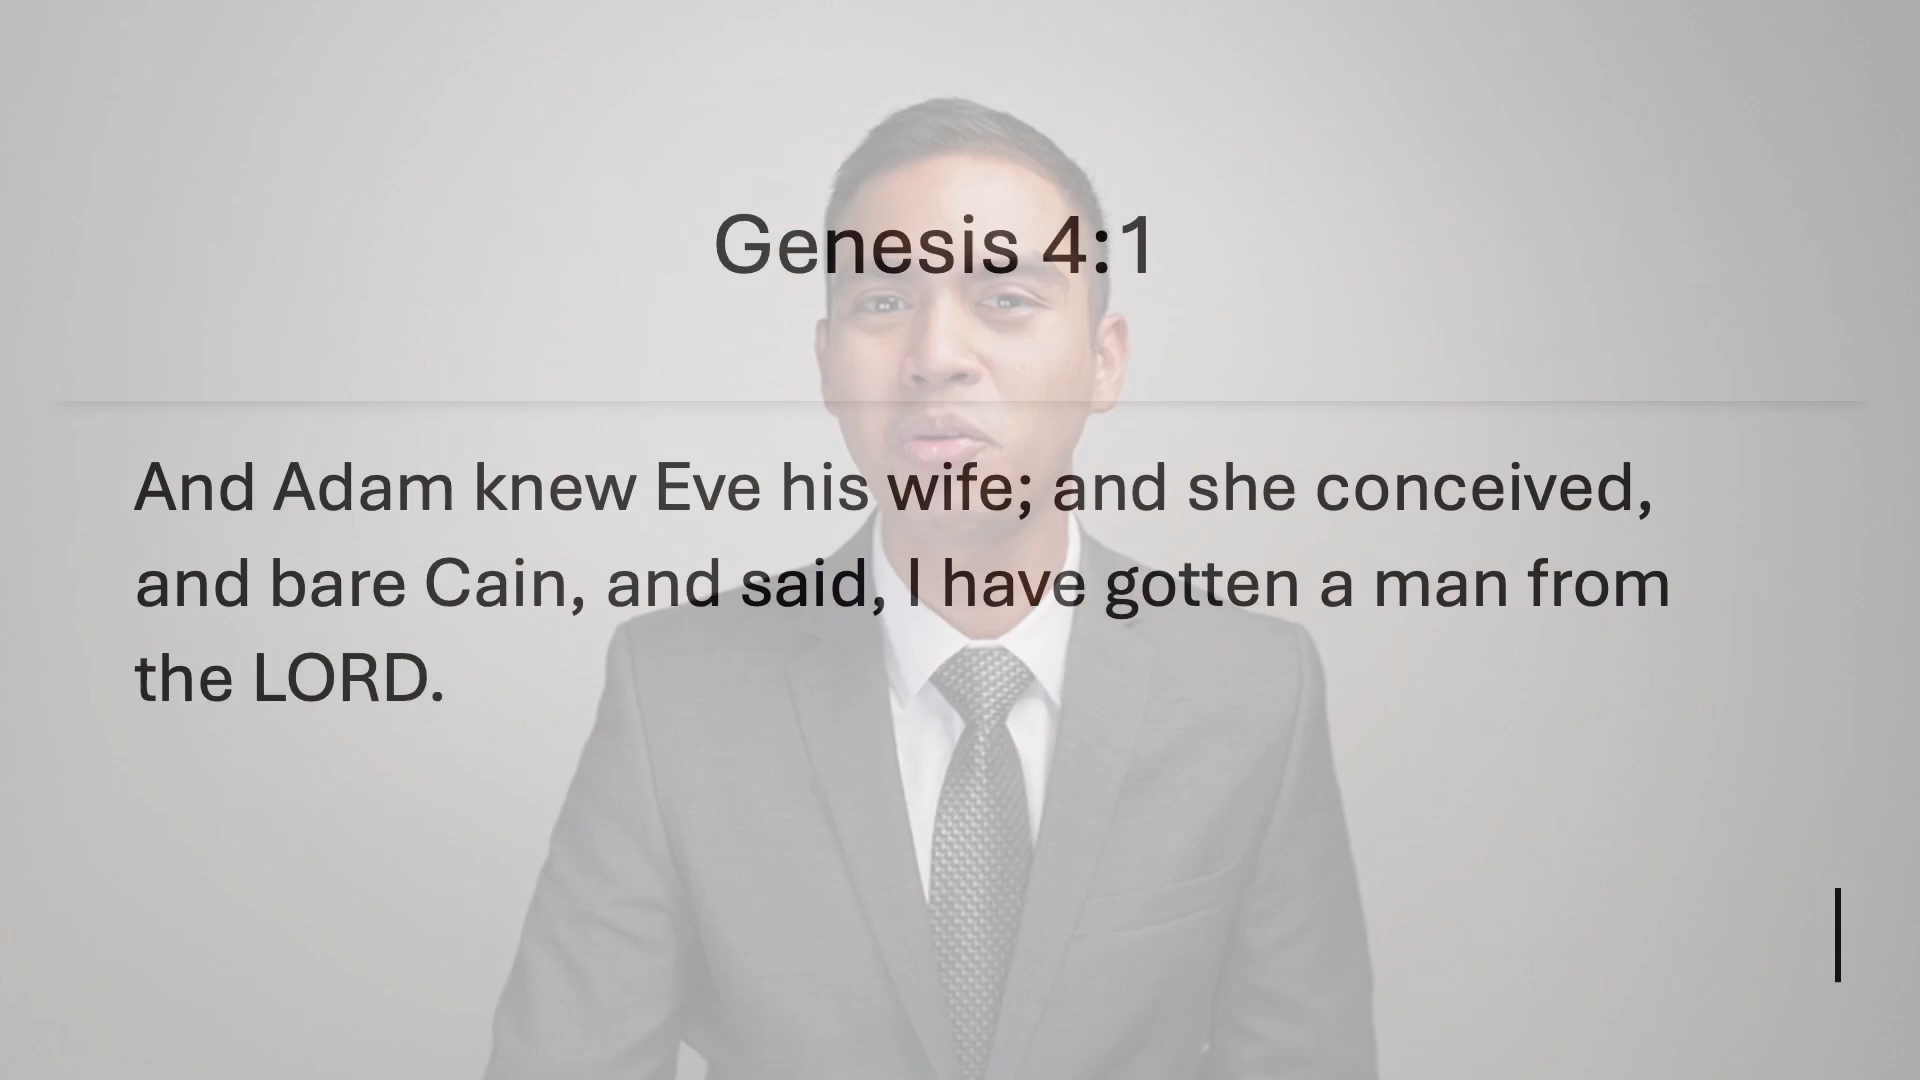 Genesis 4:1
And Adam knew Eve his wife; and she conceived,
and bare Cain, and said, I have gotten a man from
the LORD.